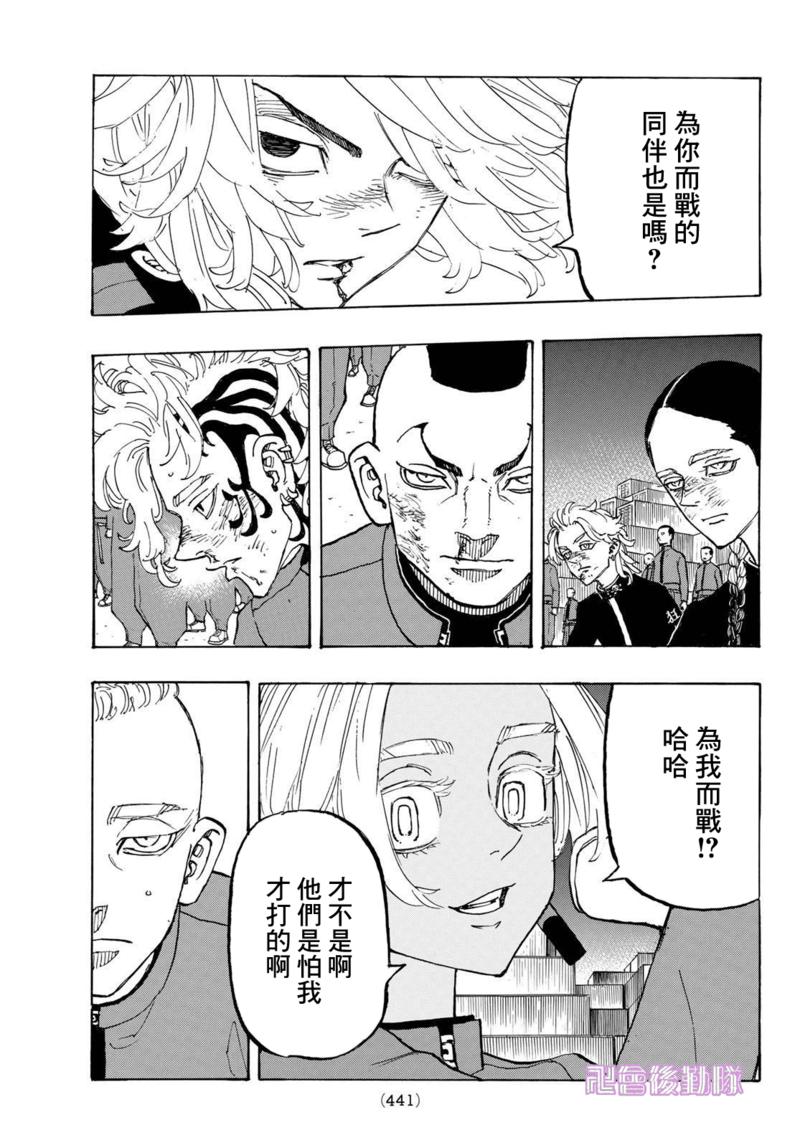 為你而戰的
同伴也是嗎?
為我而戰!?
哈哈
才不是啊
他們是怕我
才打的啊
(441)
卍會後勤隊